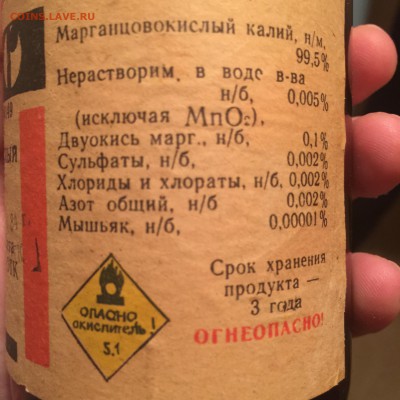 COINS.LAVE.RU
Марганцовокислый калий, н/м,
99,5%
Нерастворим. в воде в-ва
н/б, 0,005%
(исключая MnO₂),
Двуокись марг., н/б, 0,1%
Сульфаты, н/б, 0,002%
Хлориды и хлораты, н/б, 0,002%
Азот общий, н/б 0,002%
Мышьяк, н/б, 0,00001%
Срок хранения
продукта —
3 года
ОГНЕОПАСНО!
ОПАСНО
окислитель!
5.1